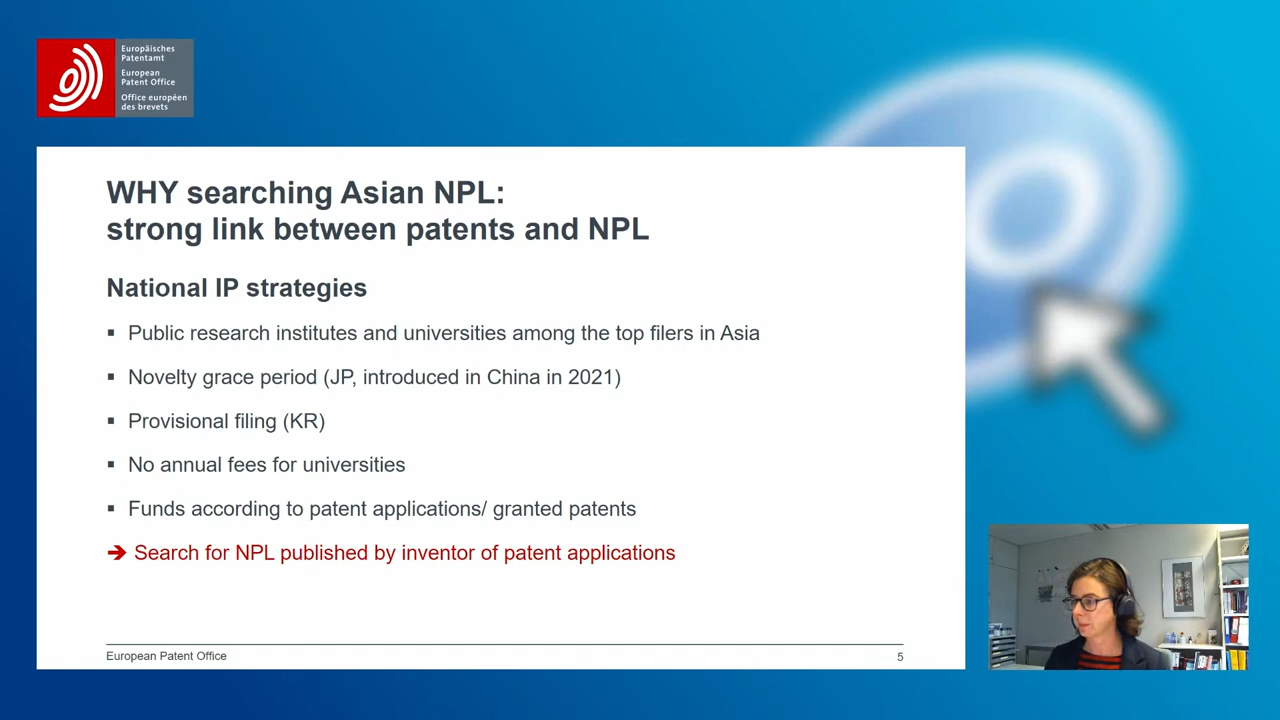 Europäisches
Patentamt
European
Patent Office
Office européen
des brevets
WHY searching Asian NPL:
strong link between patents and NPL
National IP strategies
▪ Public research institutes and universities among the top filers in Asia
▪ Novelty grace period (JP, introduced in China in 2021)
▪ Provisional filing (KR)
▪ No annual fees for universities
▪ Funds according to patent applications/ granted patents
➔ Search for NPL published by inventor of patent applications
European Patent Office
5